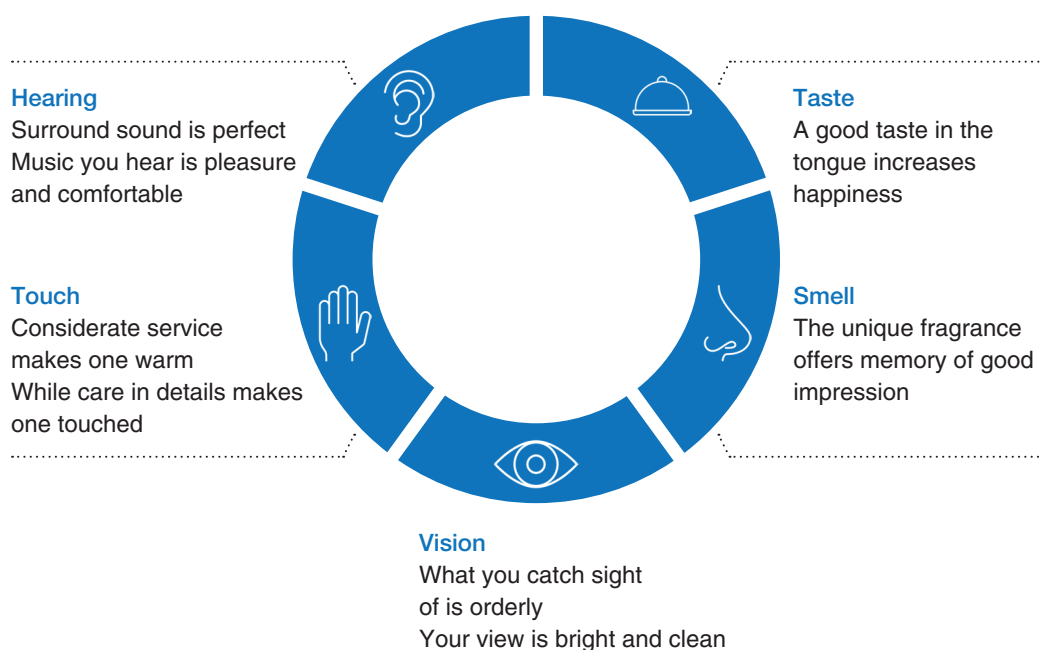 Hearing
Surround sound is perfect
Music you hear is pleasure
and comfortable
Taste
A good taste in the
tongue increases
happiness
Touch
Considerate service
makes one warm
While care in details makes
one touched
Smell
The unique fragrance
offers memory of good
impression
Vision
What you catch sight
of is orderly
Your view is bright and clean